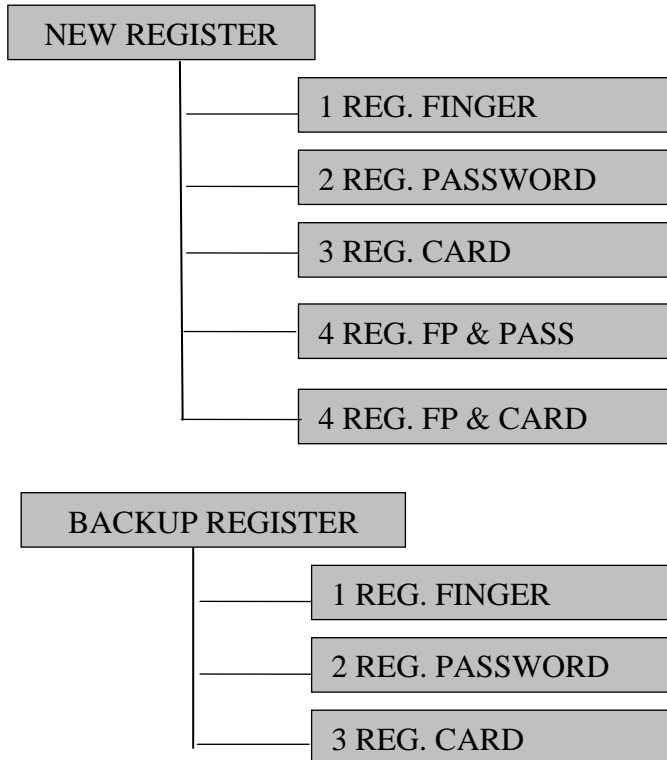 NEW REGISTER
1 REG. FINGER
2 REG. PASSWORD
3 REG. CARD
4 REG. FP & PASS
4 REG. FP & CARD
BACKUP REGISTER
1 REG. FINGER
2 REG. PASSWORD
3 REG. CARD